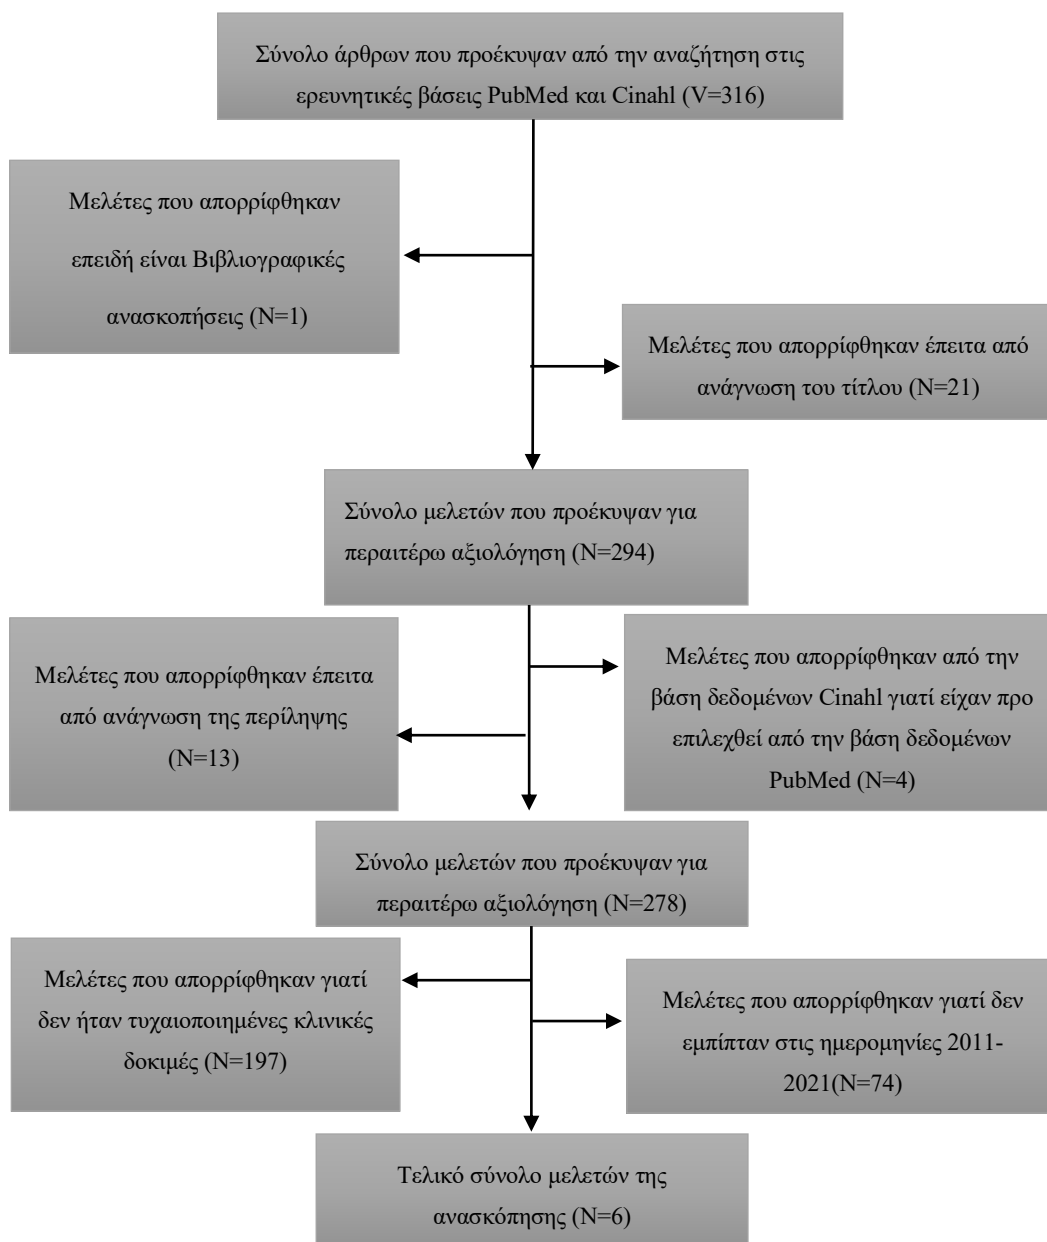 Σύνολο άρθρων που προέκυψαν από την αναζήτηση στις
ερευνητικές βάσεις PubMed και Cinahl (V=316)
Μελέτες που απορρίφθηκαν
επειδή είναι Βιβλιογραφικές
ανασκοπήσεις (N=1)
Μελέτες που απορρίφθηκαν έπειτα από
ανάγνωση του τίτλου (N=21)
Σύνολο μελετών που προέκυψαν για
περαιτέρω αξιολόγηση (N=294)
Μελέτες που απορρίφθηκαν έπειτα
από ανάγνωση της περίληψης
(N=13)
Μελέτες που απορρίφθηκαν από την
βάση δεδομένων Cinahl γιατί είχαν προ
επιλεχθεί από την βάση δεδομένων
PubMed (N=4)
Σύνολο μελετών που προέκυψαν για
περαιτέρω αξιολόγηση (N=278)
Μελέτες που απορρίφθηκαν γιατί
δεν ήταν τυχαιοποιημένες κλινικές
δοκιμές (N=197)
Μελέτες που απορρίφθηκαν γιατί δεν
εμπίπταν στις ημερομηνίες 2011-
2021(N=74)
Τελικό σύνολο μελετών της
ανασκόπησης (N=6)